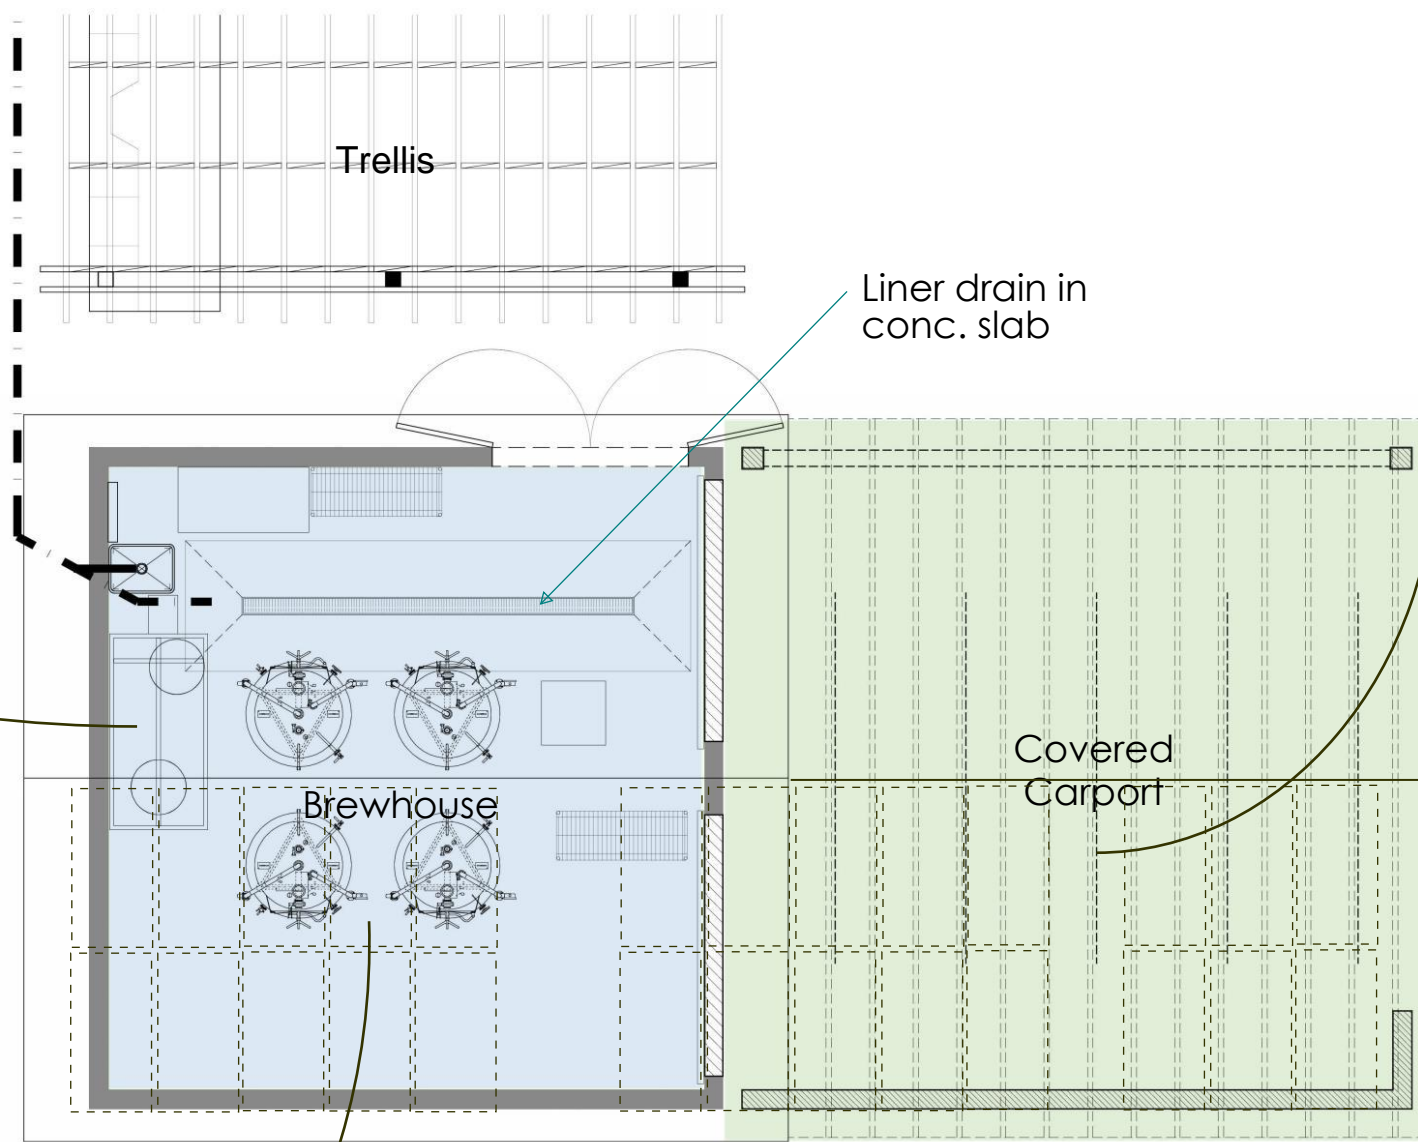 Trellis
Liner drain in
conc. slab
Covered
Carport
Brewhouse